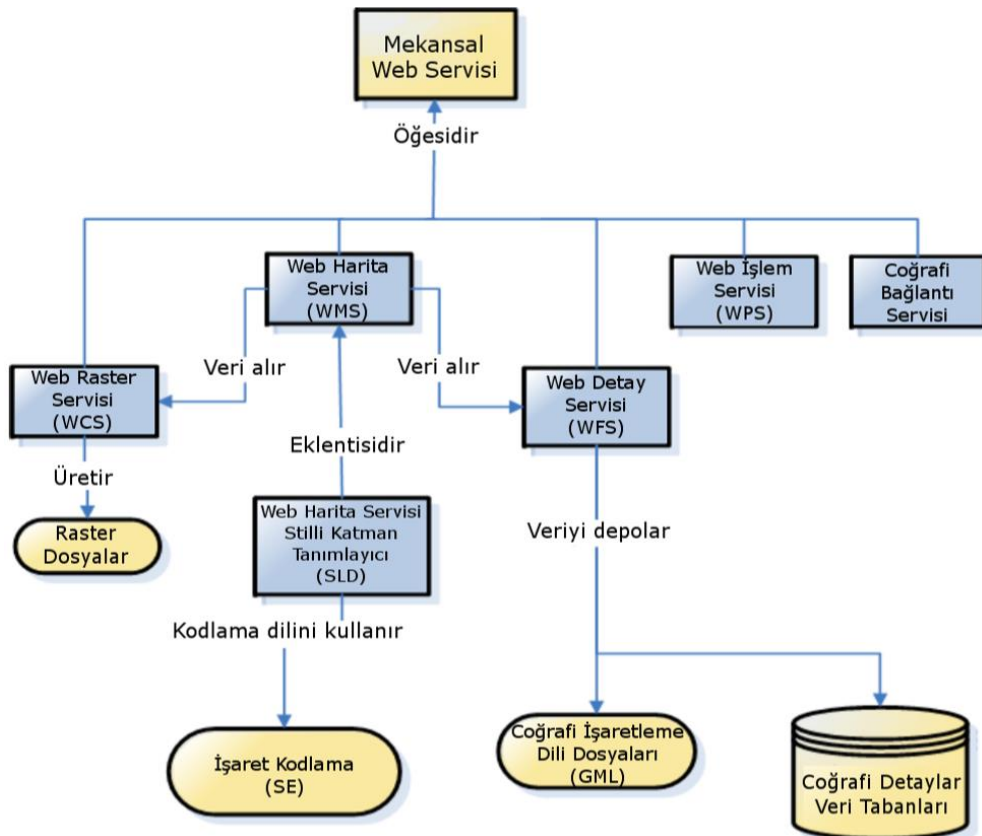 Mekansal
Web Servisi
Öğesidir
Web Harita
Servisi
(WMS)
Web İşlem
Servisi
(WPS)
Coğrafi
Bağlantı
Servisi
Veri alır
Veri alır
Web Raster
Servisi
(WCS)
Web Detay
Servisi
(WFS)
Eklentisidir
Üretir
Raster
Dosyalar
Web Harita Servisi
Stilli Katman
Tanımlayıcı
(SLD)
Veriyi depolar
Kodlama dilini kullanır
İşaret Kodlama
(SE)
Coğrafi İşaretleme
Dili Dosyaları
(GML)
Coğrafi Detaylar
Veri Tabanları